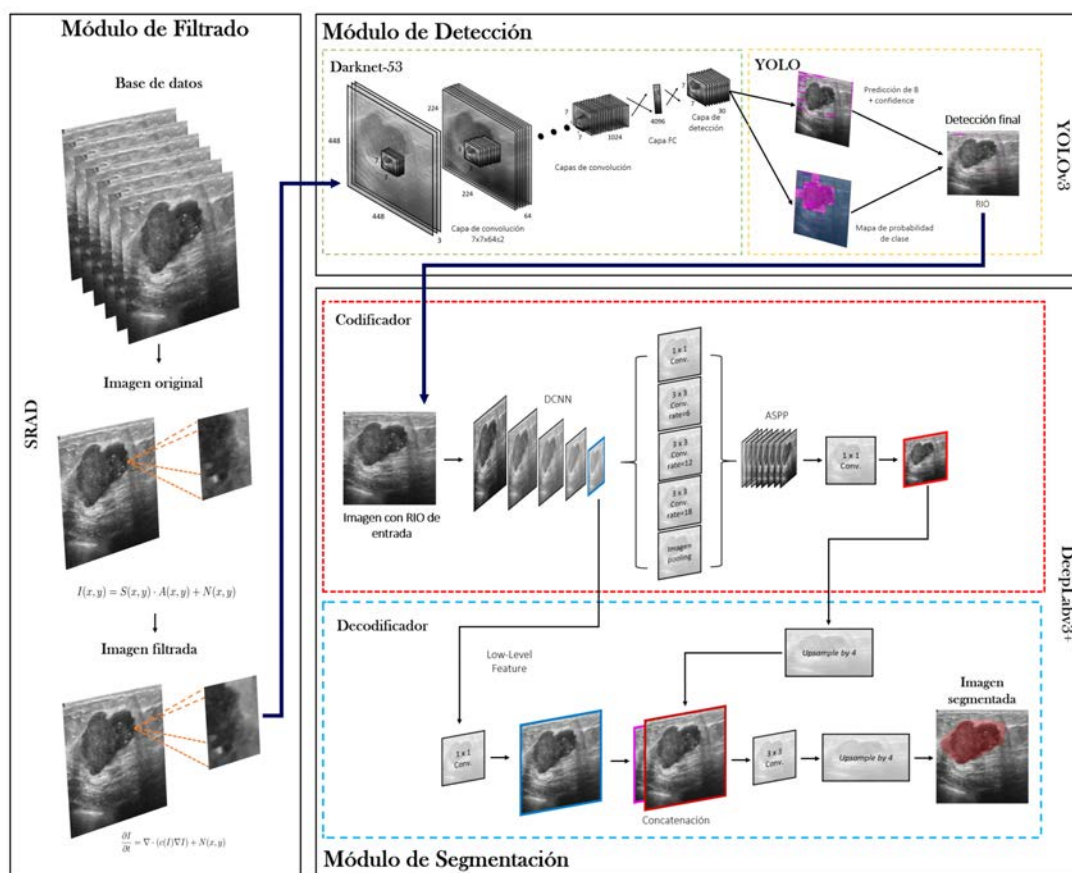 Módulo de Filtrado
Base de datos
Imagen original
SRAD
I(x, y) = S(x, y) · A(x, y) + N(x, y)
Imagen filtrada
∂I/∂t = ∇ · (c(I)∇I) + N(x, y)
Módulo de Detección
Darknet-53
448
448
3
7
7
224
224
64
Capa de convolución
7x7x64s2
7
7
1024
Capas de convolución
4096
Capa FC
Capa de
detección
7
7
30
YOLO
Predicción de B
+ confidence
Mapa de probabilidad
de clase
Detección final
RIO
YOLOv3
Codificador
Imagen con RIO de
entrada
DCNN
1 x 1
Conv.
3 x 3
Conv.
rate=6
3 x 3
Conv.
rate=12
3 x 3
Conv.
rate=18
Imagen
pooling
ASPP
1 x 1
Conv.
DeepLabv3+
Decodificador
Low-Level
Feature
1 x 1
Conv.
Upsample by 4
Concatenación
3 x 3
Conv.
Upsample by 4
Imagen
segmentada
Módulo de Segmentación